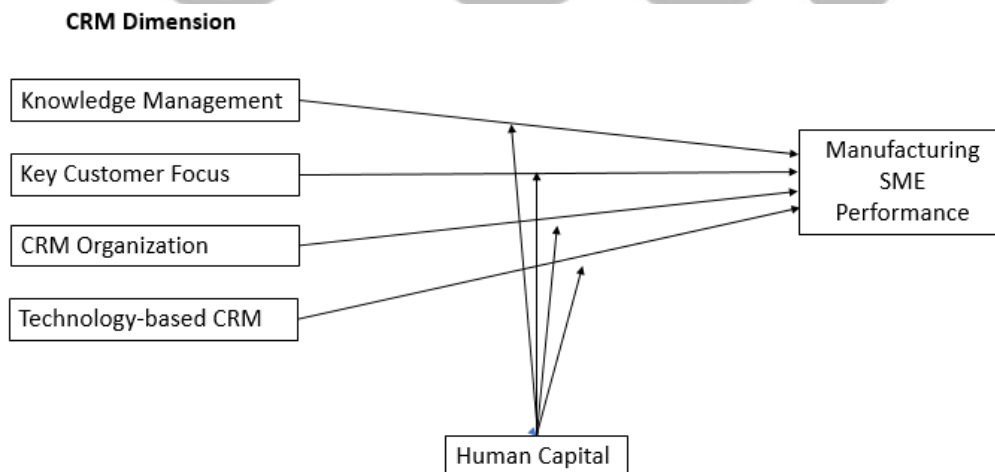 CRM Dimension
Knowledge Management
Key Customer Focus
CRM Organization
Technology-based CRM
Manufacturing
SME
Performance
Human Capital